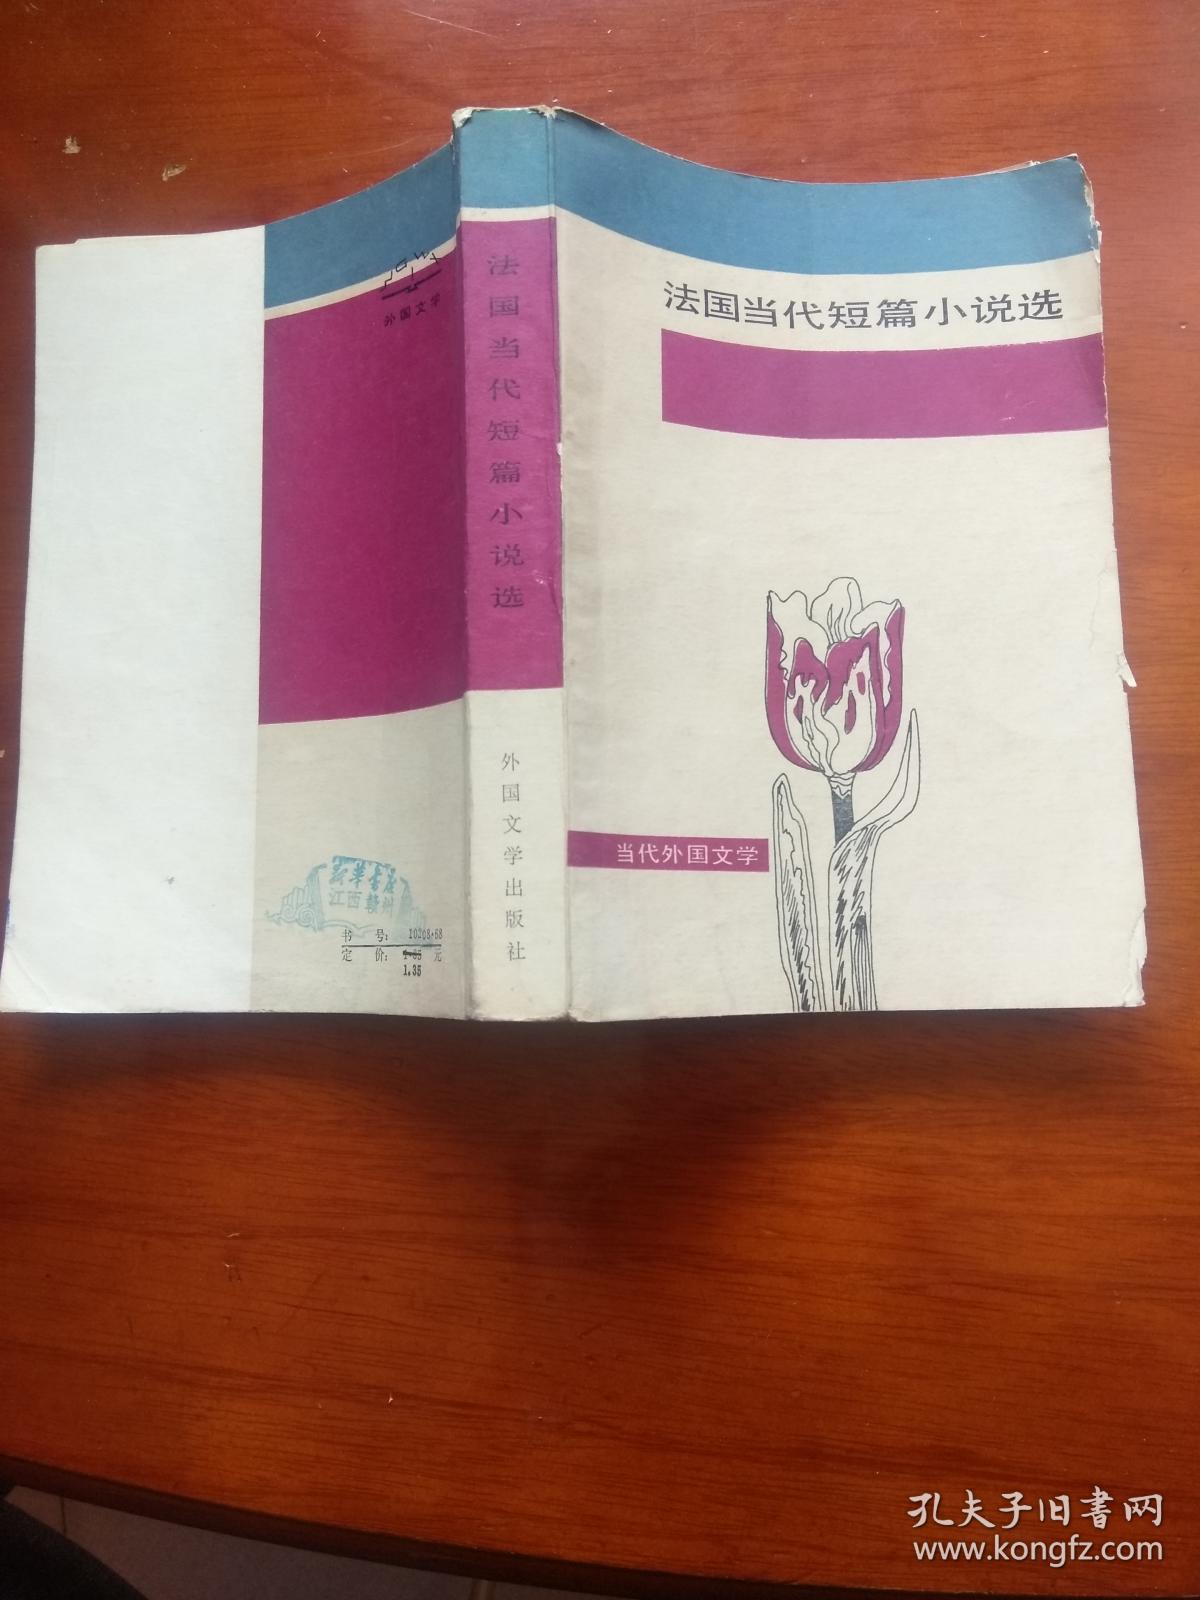 法国当代短篇小说选
当代外国文学
法国当代短篇小说选
外国文学出版社
外国文学
新华书店
江西赣州
书 号: 10208·68
定 价: 元
1.35
孔夫子旧书网
www.kongfz.com